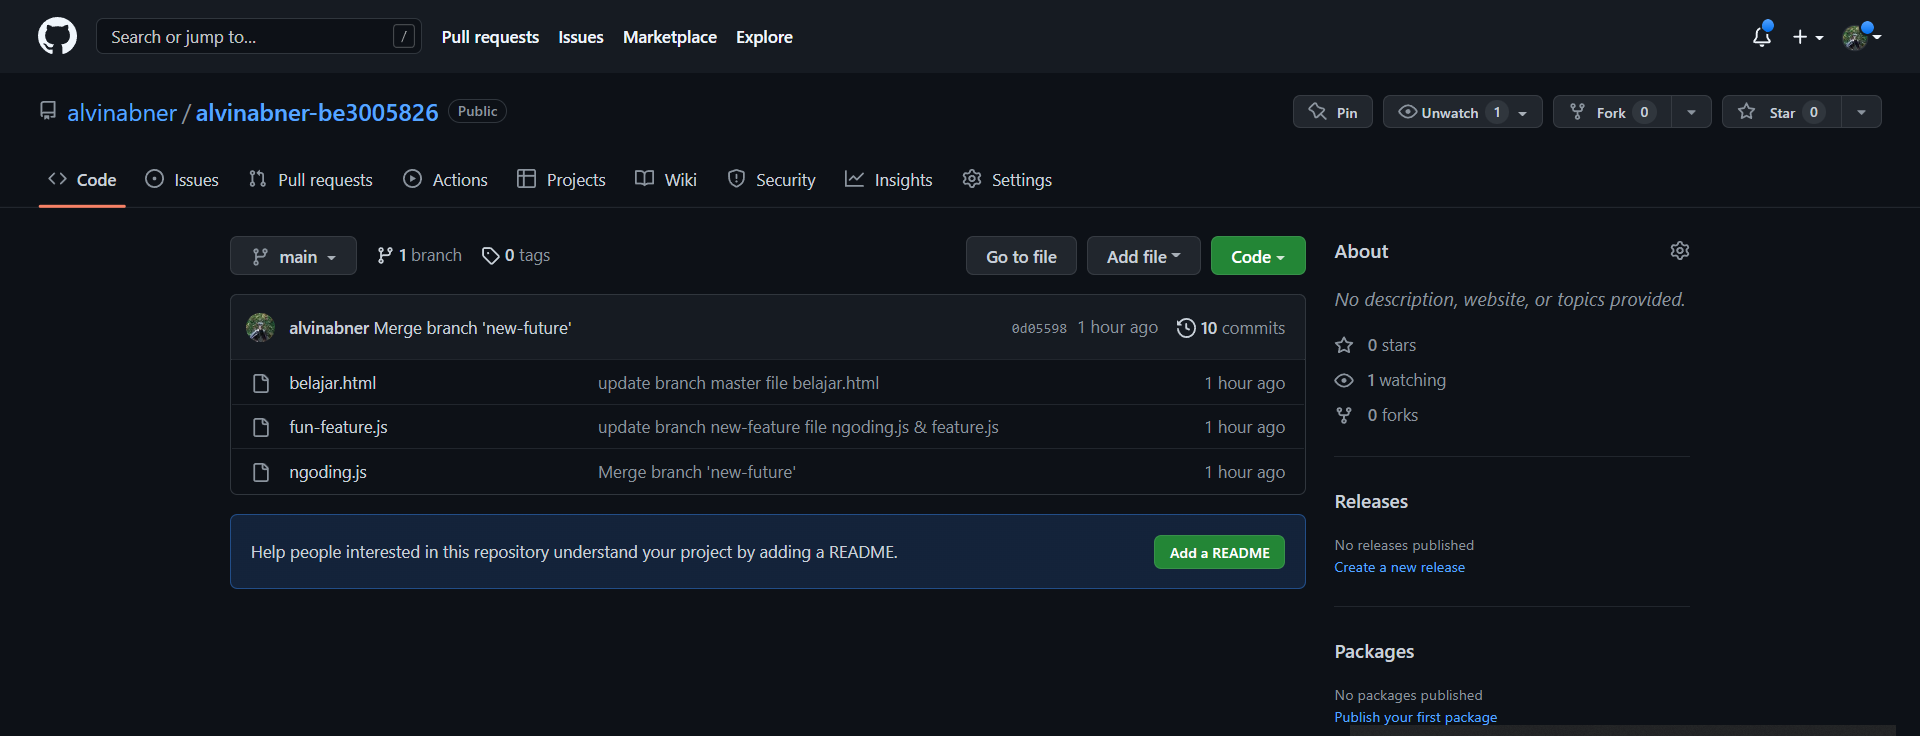 Search or jump to... /
Pull requests Issues Marketplace Explore
alvinabner / alvinabner-be3005826 Public
Pin
Unwatch 1
Fork 0
Star 0
Code Issues Pull requests Actions Projects Wiki Security Insights Settings
main 1 branch 0 tags
Go to file Add file Code
alvinabner Merge branch 'new-future' 0d05598 1 hour ago 10 commits
belajar.html update branch master file belajar.html 1 hour ago
fun-feature.js update branch new-feature file ngoding.js & feature.js 1 hour ago
ngoding.js Merge branch 'new-future' 1 hour ago
Help people interested in this repository understand your project by adding a README. Add a README
About
No description, website, or topics provided.
0 stars
1 watching
0 forks
Releases
No releases published
Create a new release
Packages
No packages published
Publish your first package